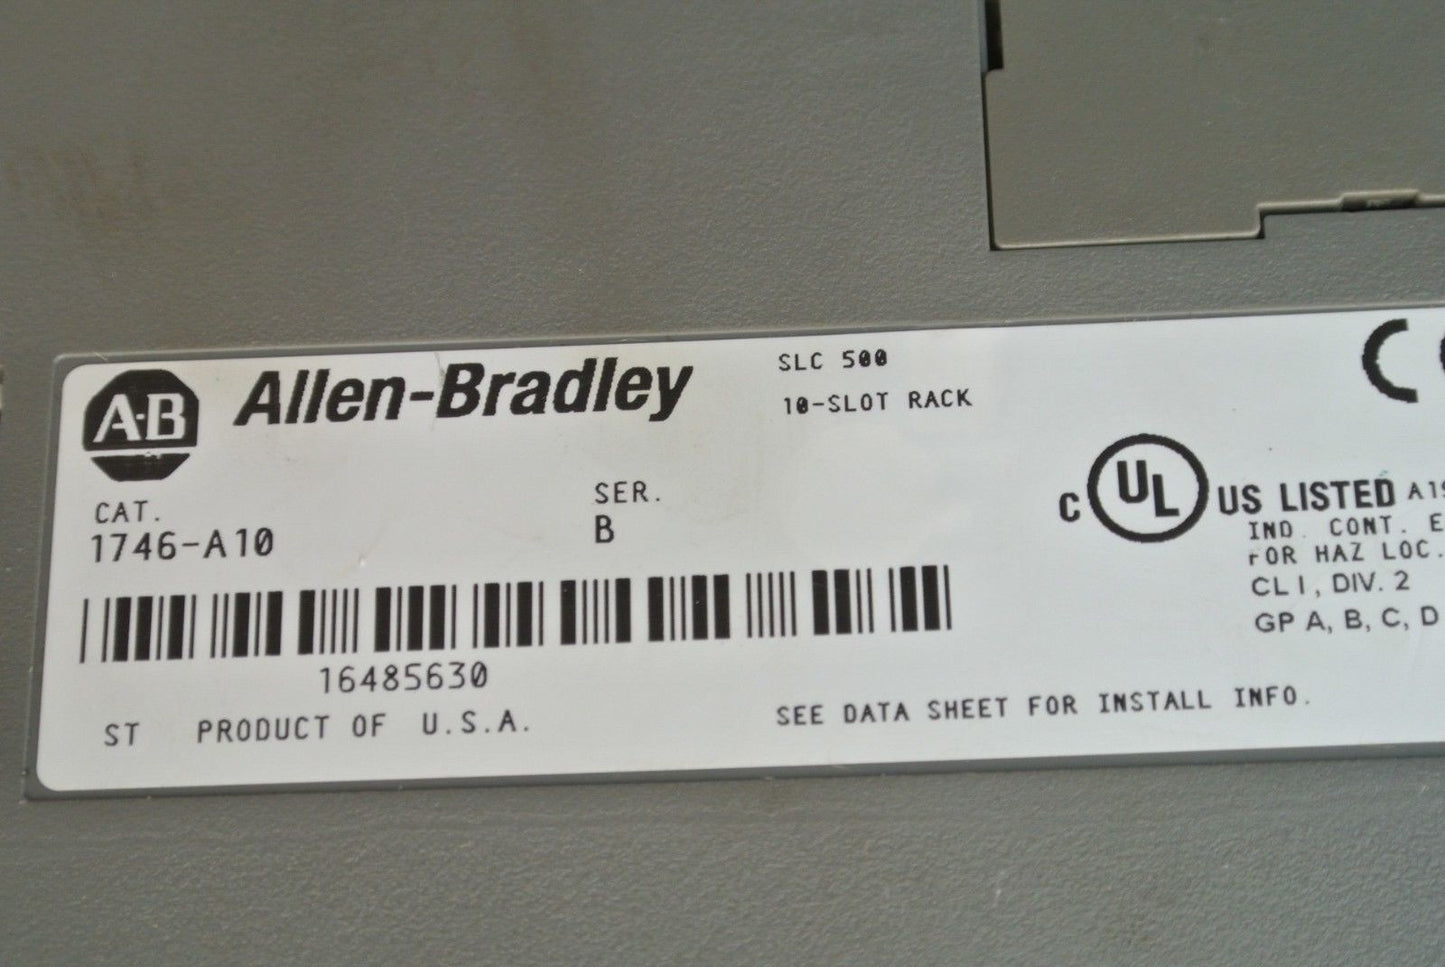 A-B Allen-Bradley
SLC 500
10-SLOT RACK
CAT.
1746-A10
SER.
B
16485630
ST PRODUCT OF U.S.A.
SEE DATA SHEET FOR INSTALL INFO.
C UL US LISTED
IND. CONT.
FOR HAZ LOC.
CL I, DIV. 2
GP A, B, C, D